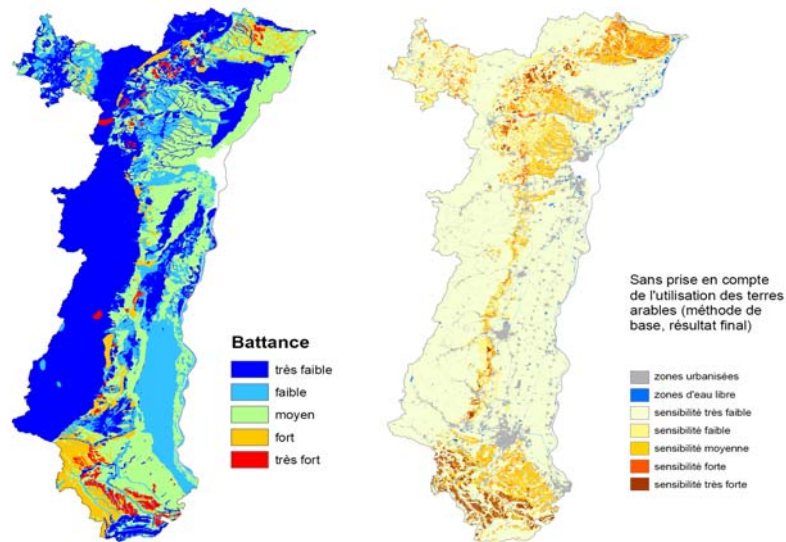 Battance
très faible
faible
moyen
fort
très fort
Sans prise en compte
de l'utilisation des terres
arables (méthode de
base, résultat final)
zones urbanisées
zones d'eau libre
sensibilité très faible
sensibilité faible
sensibilité moyenne
sensibilité forte
sensibilité très forte